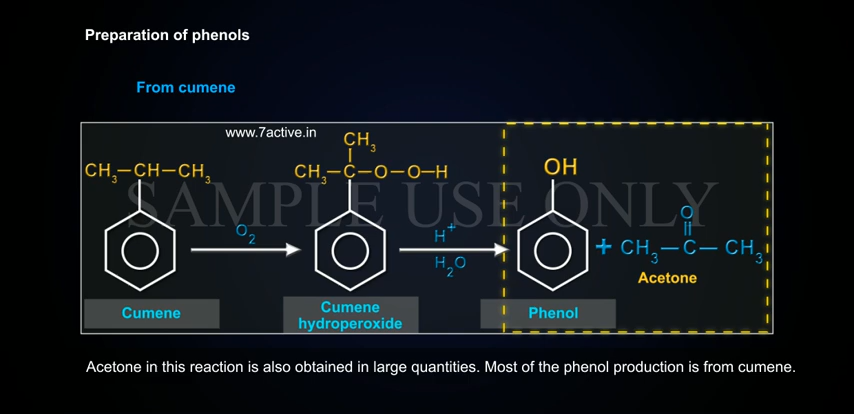 Preparation of phenols
From cumene
www.7active.in
SAMPLE USE ONLY
CH3
CH3–CH–CH3
CH3–C–O–O–H
OH
O2
H+
H2O
O
+ CH3–C–CH3
Acetone
Cumene
Cumene
hydroperoxide
Phenol
Acetone in this reaction is also obtained in large quantities. Most of the phenol production is from cumene.